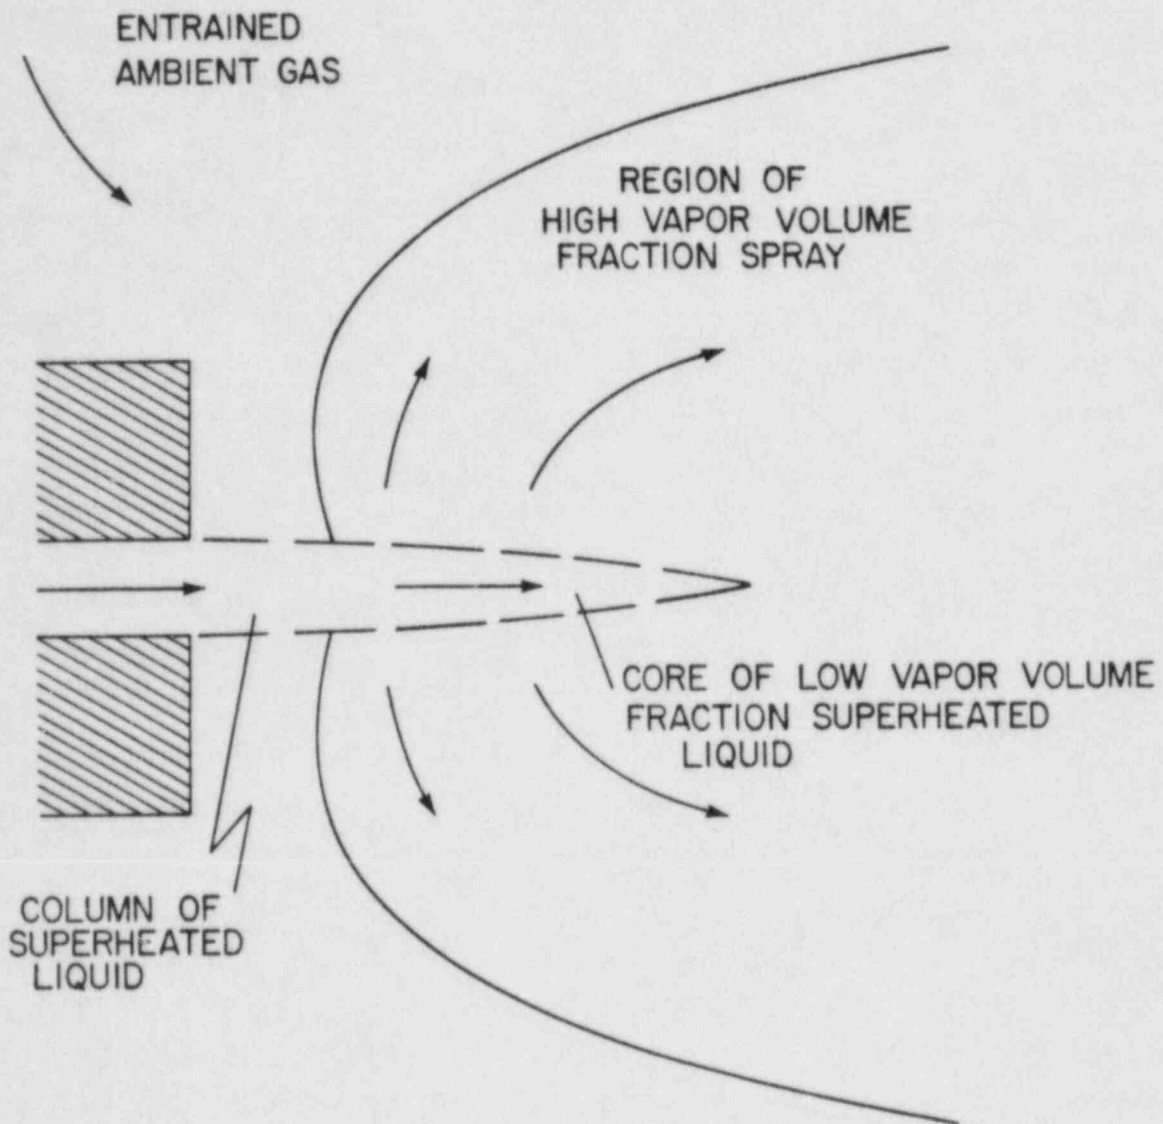 ENTRAINED
AMBIENT GAS
REGION OF
HIGH VAPOR VOLUME
FRACTION SPRAY
CORE OF LOW VAPOR VOLUME
FRACTION SUPERHEATED
LIQUID
COLUMN OF
SUPERHEATED
LIQUID